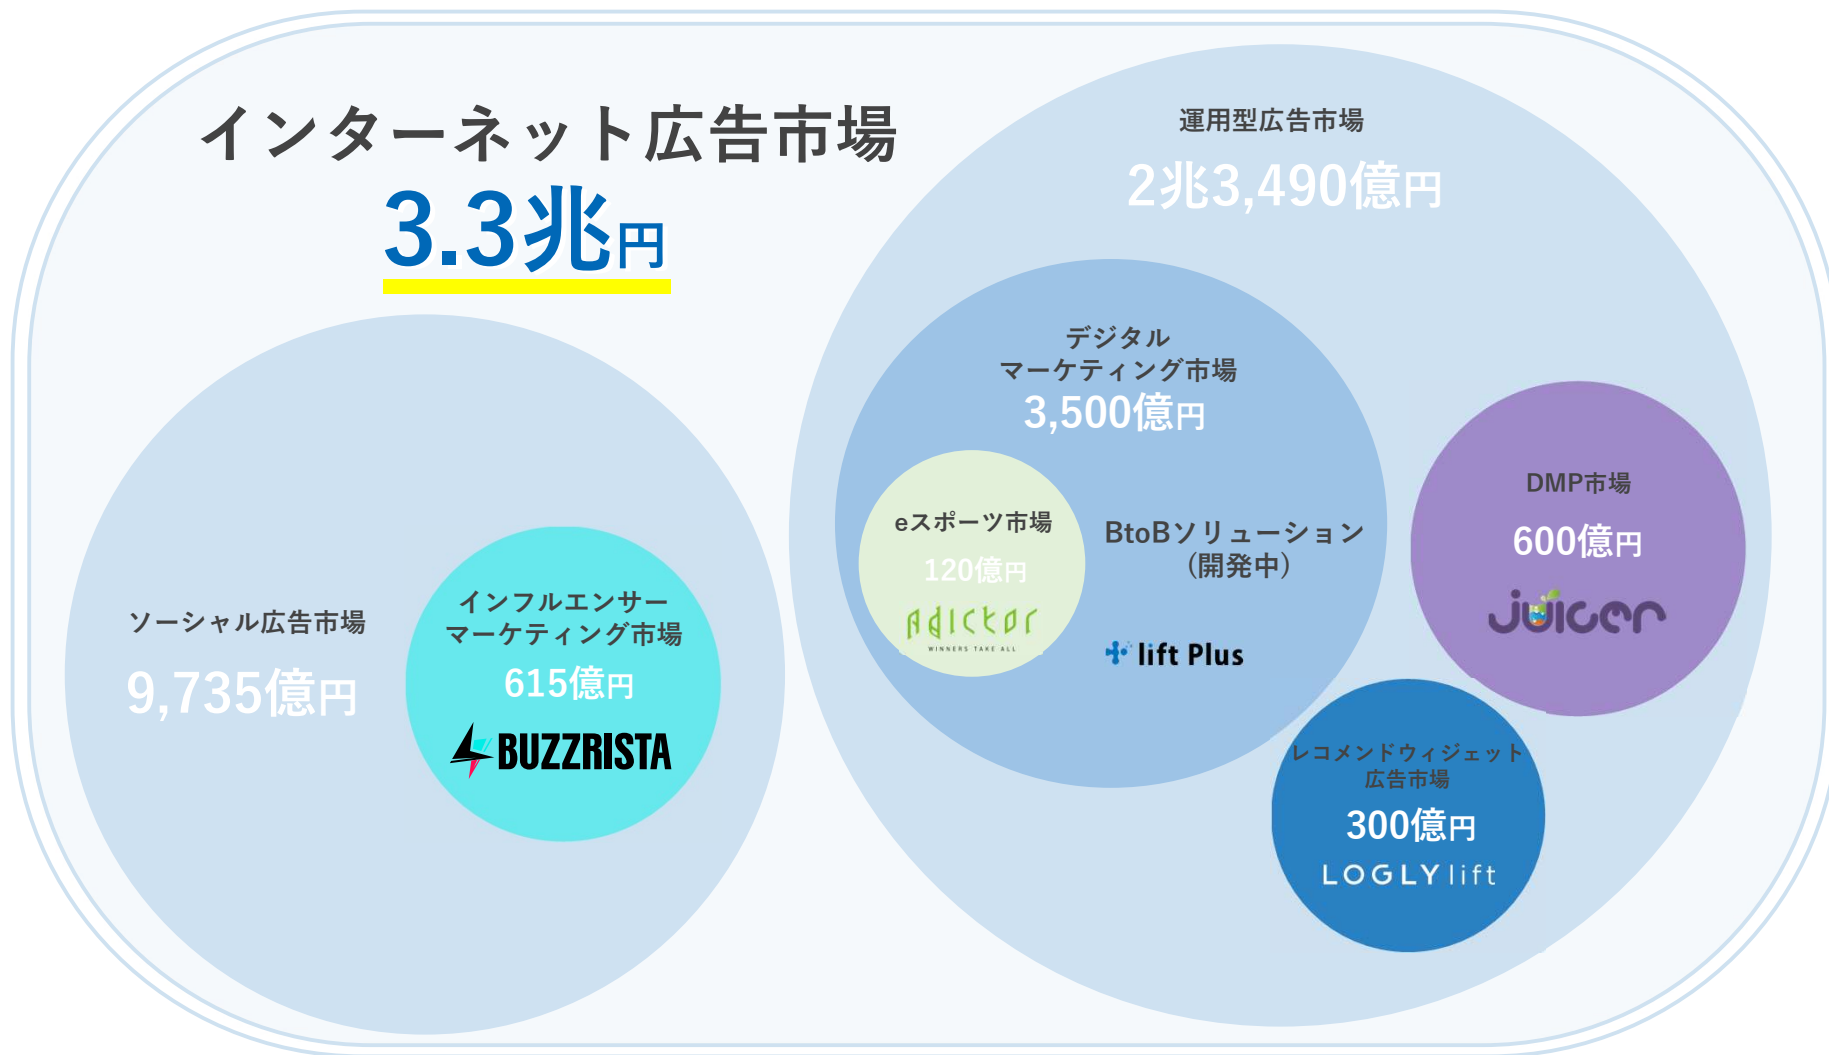 インターネット広告市場
3.3兆円
運用型広告市場
2兆3,490億円
デジタル
マーケティング市場
3,500億円
eスポーツ市場
120億円
Adictor
WINNERS TAKE ALL
BtoBソリューション
(開発中)
lift Plus
DMP市場
600億円
juicer
レコメンドウィジェット
広告市場
300億円
LOGLY lift
ソーシャル広告市場
9,735億円
インフルエンサー
マーケティング市場
615億円
BUZZRISTA